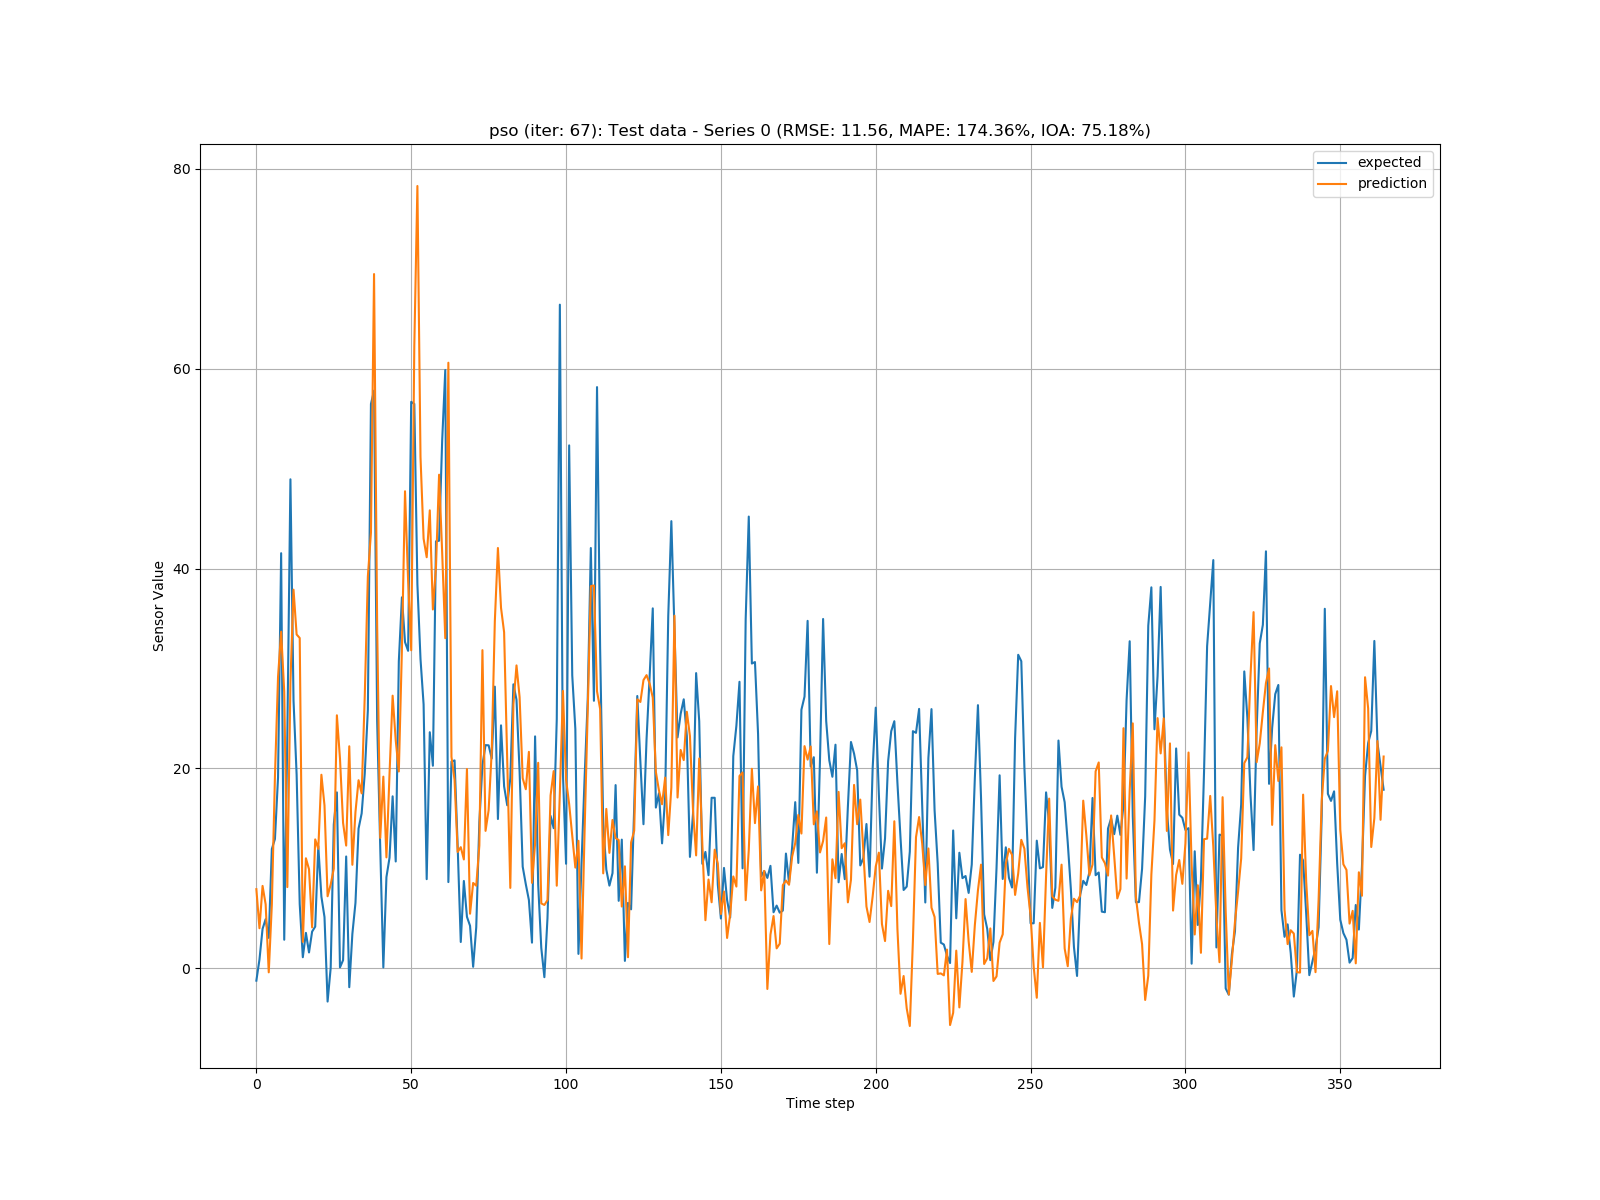 pso (iter: 67): Test data - Series 0 (RMSE: 11.56, MAPE: 174.36%, IOA: 75.18%)
expected
prediction
80
60
40
20
0
Sensor Value
0 50 100 150 200 250 300 350
Time step